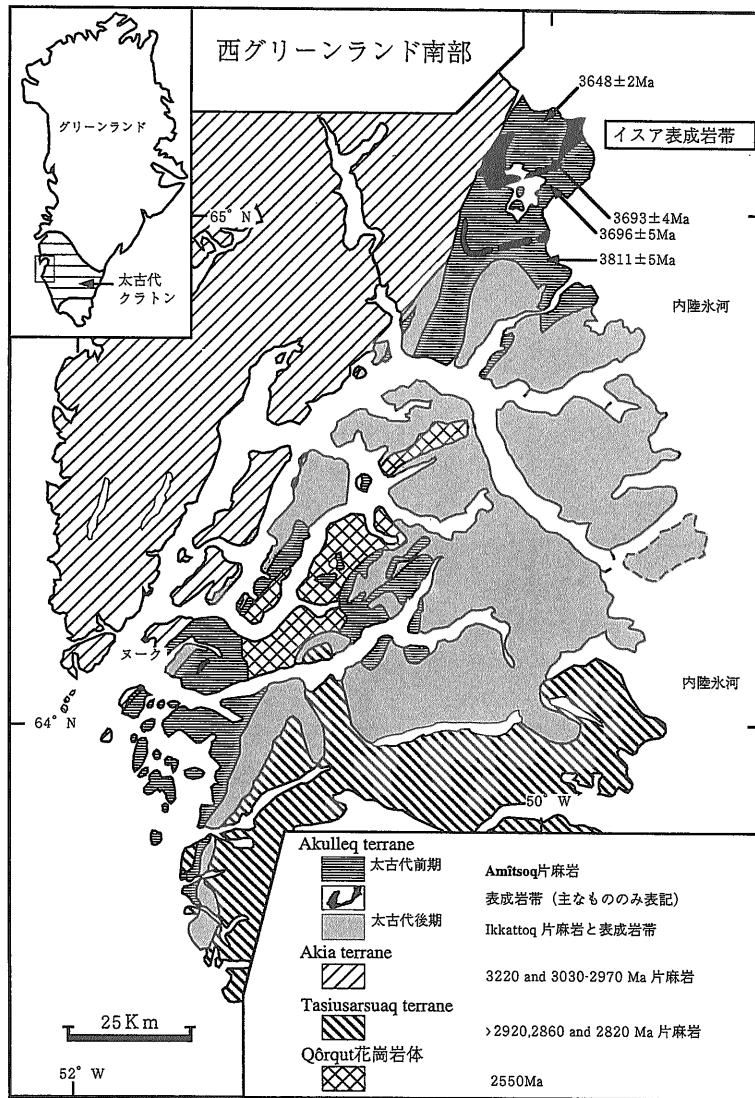 西グリーンランド南部
グリーンランド
太古代
クラトン
65° N
3648±2Ma
イスア表成岩帯
3693±4Ma
3696±5Ma
3811±5Ma
内陸氷河
ヌーク
内陸氷河
64° N
50° W
Akulleq terrane
太古代前期 Amîtsoq片麻岩
表成岩帯（主なもののみ表記）
太古代後期 Ikkattoq 片麻岩と表成岩帯
Akia terrane
3220 and 3030-2970 Ma 片麻岩
Tasiusarsuaq terrane
>2920,2860 and 2820 Ma 片麻岩
Qôrqut花崗岩体
2550Ma
25Km
52° W